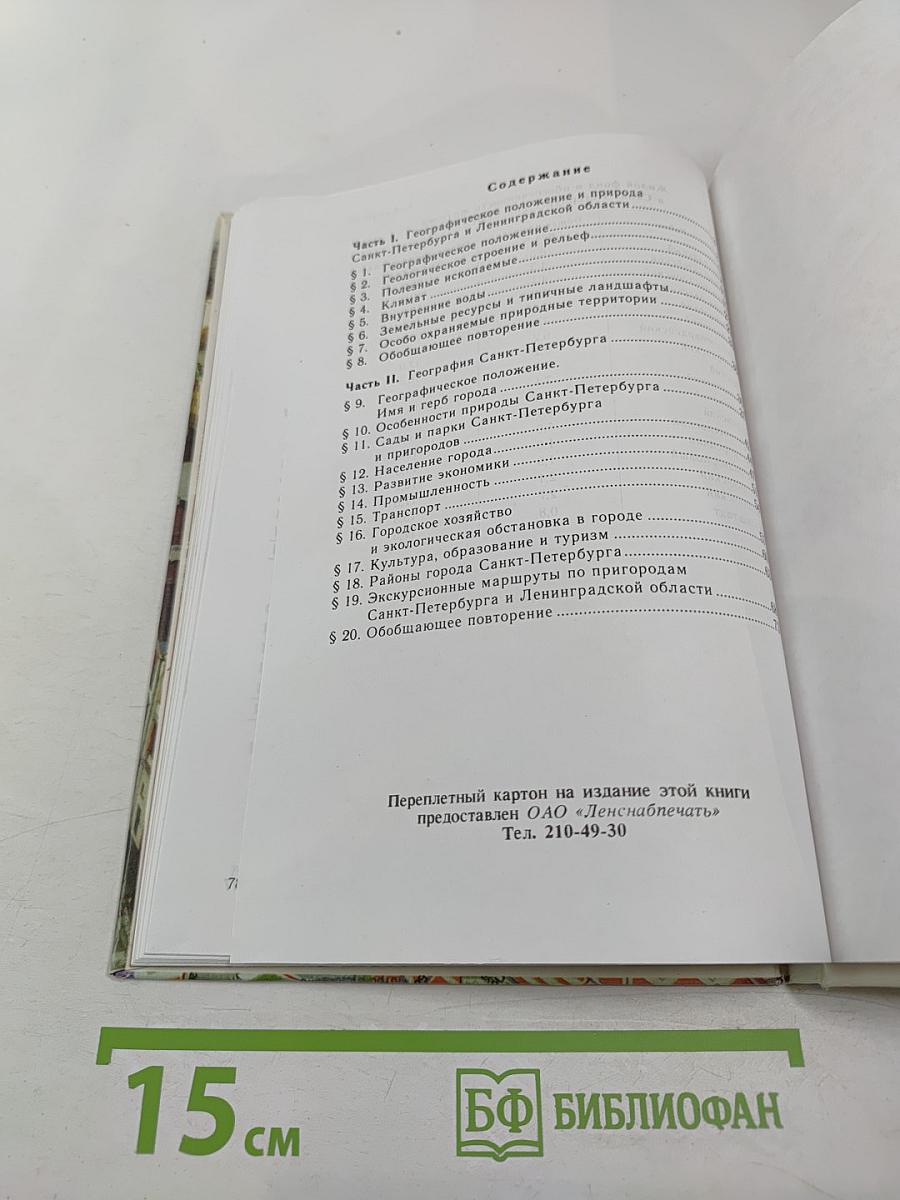 Содержание
Часть I. Географическое положение и природа
Санкт-Петербурга и Ленинградской области
§ 1. Географическое положение
§ 2. Геологическое строение и рельеф
§ 3. Полезные ископаемые
§ 4. Климат
§ 5. Внутренние воды
§ 6. Земельные ресурсы и типичные ландшафты
§ 7. Особо охраняемые природные территории
§ 8. Обобщающее повторение
Часть II. География Санкт-Петербурга
§ 9. Географическое положение.
Имя и герб города
§ 10. Особенности природы Санкт-Петербурга
§ 11. Сады и парки Санкт-Петербурга
и пригородов
§ 12. Население города
§ 13. Развитие экономики
§ 14. Промышленность
§ 15. Транспорт
§ 16. Городское хозяйство
и экологическая обстановка в городе
§ 17. Культура, образование и туризм
§ 18. Районы города Санкт-Петербурга
§ 19. Экскурсионные маршруты по пригородам
Санкт-Петербурга и Ленинградской области
§ 20. Обобщающее повторение
Переплетный картон на издание этой книги
предоставлен ОАО «Ленснабпечать»
Тел. 210-49-30
15 см
БФ БИБЛИОФАН